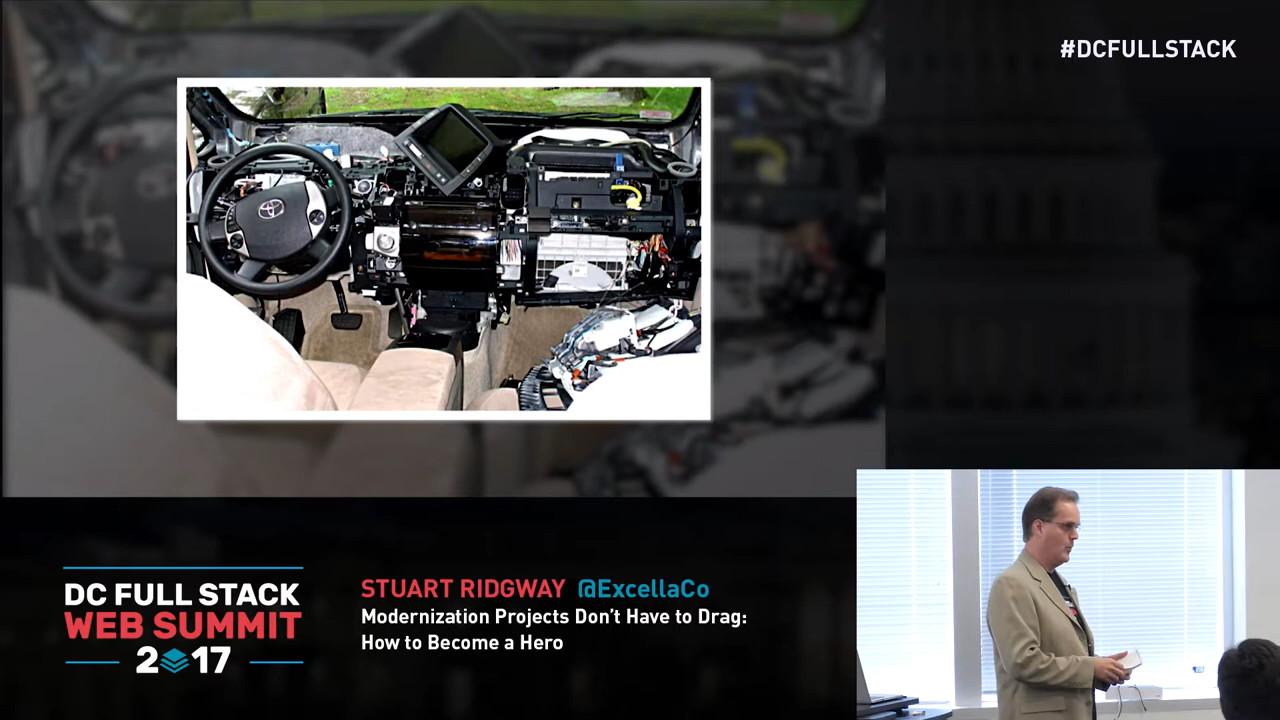 #DCFULLSTACK
DC FULL STACK
WEB SUMMIT
2017
STUART RIDGWAY @ExcellaCo
Modernization Projects Don't Have to Drag:
How to Become a Hero